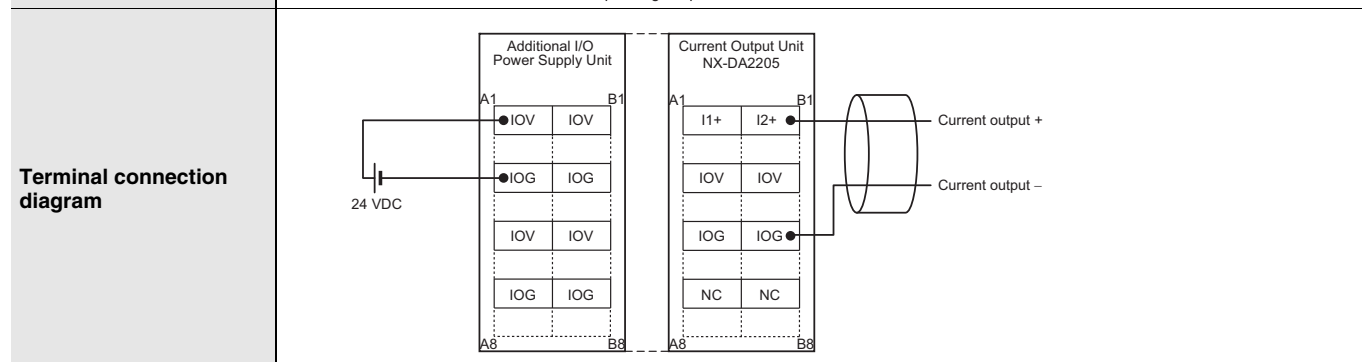 Terminal connection
diagram
Additional I/O
Power Supply Unit
A1 B1
IOV IOV
IOG IOG
IOV IOV
IOG IOG
A8 B8
24 VDC
Current Output Unit
NX-DA2205
A1 B1
I1+ I2+
IOV IOV
IOG IOG
NC NC
A8 B8
Current output +
Current output −